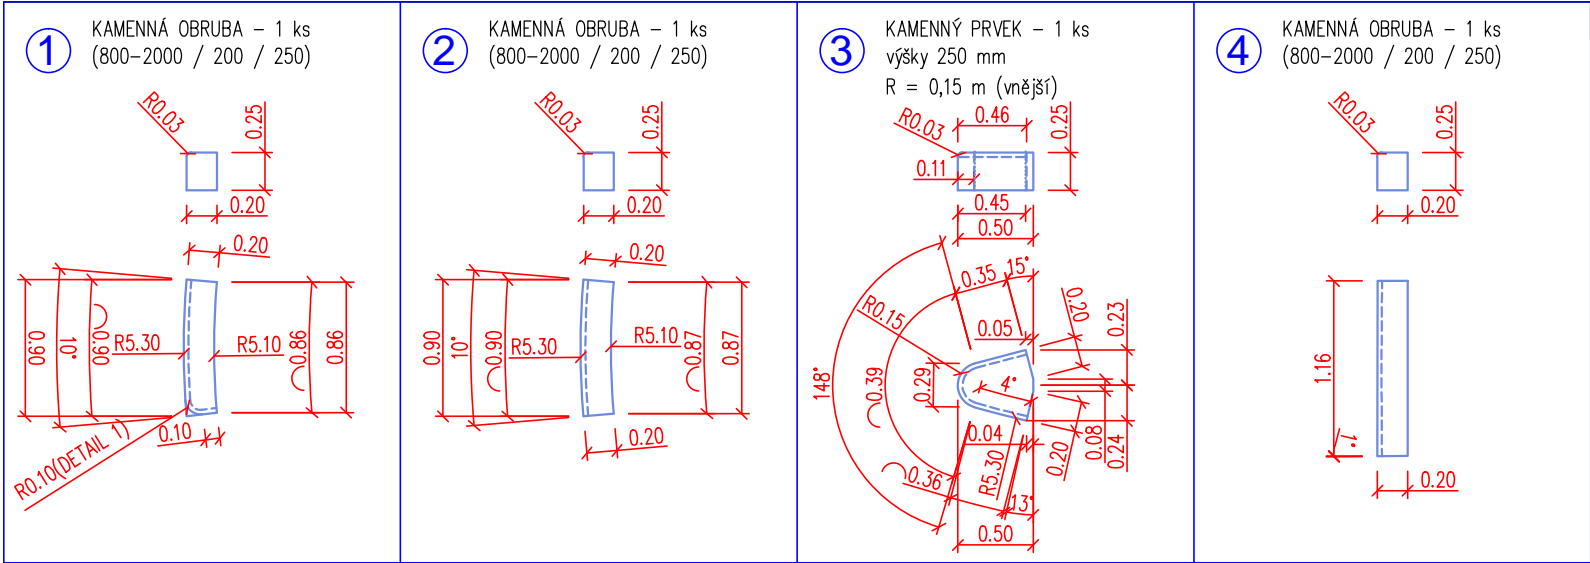 1
KAMENNÁ OBRUBA – 1 ks
(800–2000 / 200 / 250)
R0.03
0.25
0.20
0.20
0.90
10°
0.90
R5.30
R5.10
0.86
0.86
0.10
R0.10(DETAIL 1)
2
KAMENNÁ OBRUBA – 1 ks
(800–2000 / 200 / 250)
R0.03
0.25
0.20
0.20
0.90
10°
0.90
R5.30
R5.10
0.87
0.87
0.20
3
KAMENNÝ PRVEK – 1 ks
výšky 250 mm
R = 0,15 m (vnější)
R0.03
0.46
0.25
0.11
0.45
0.50
0.35
15°
R0.15
0.05
0.20
0.23
148°
0.39
0.29
4°
0.04
0.20
0.08
0.24
0.36
R5.30
13°
0.50
4
KAMENNÁ OBRUBA – 1 ks
(800–2000 / 200 / 250)
R0.03
0.25
0.20
1.16
1°
0.20